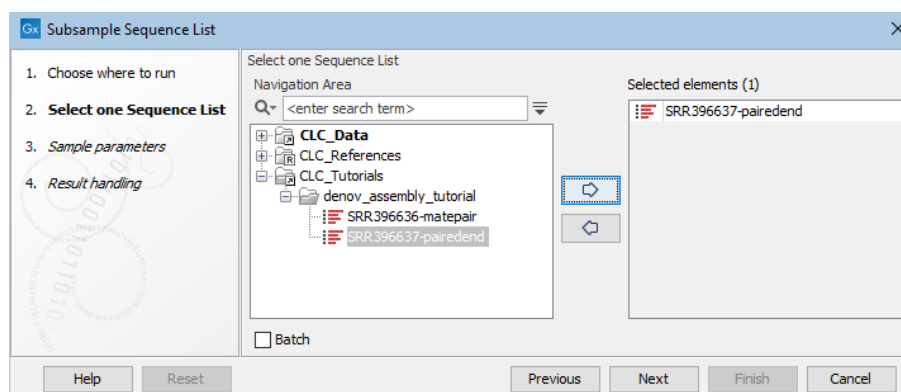 Gx Subsample Sequence List
1. Choose where to run
2. Select one Sequence List
3. Sample parameters
4. Result handling
Select one Sequence List
Navigation Area
<enter search term>
CLC_Data
CLC_References
CLC_Tutorials
denov_assembly_tutorial
SRR396636-matepair
SRR396637-pairedend
Batch
Selected elements (1)
SRR396637-pairedend
Help
Reset
Previous
Next
Finish
Cancel